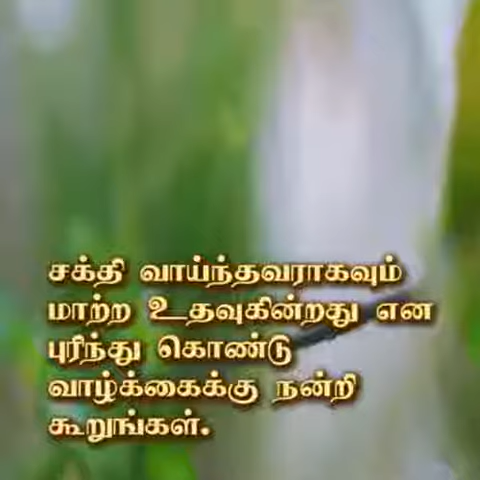 சக்தி வாய்ந்தவராகவும்
மாற்ற உதவுகின்றது என
புரிந்து கொண்டு
வாழ்க்கைக்கு நன்றி
கூறுங்கள்.